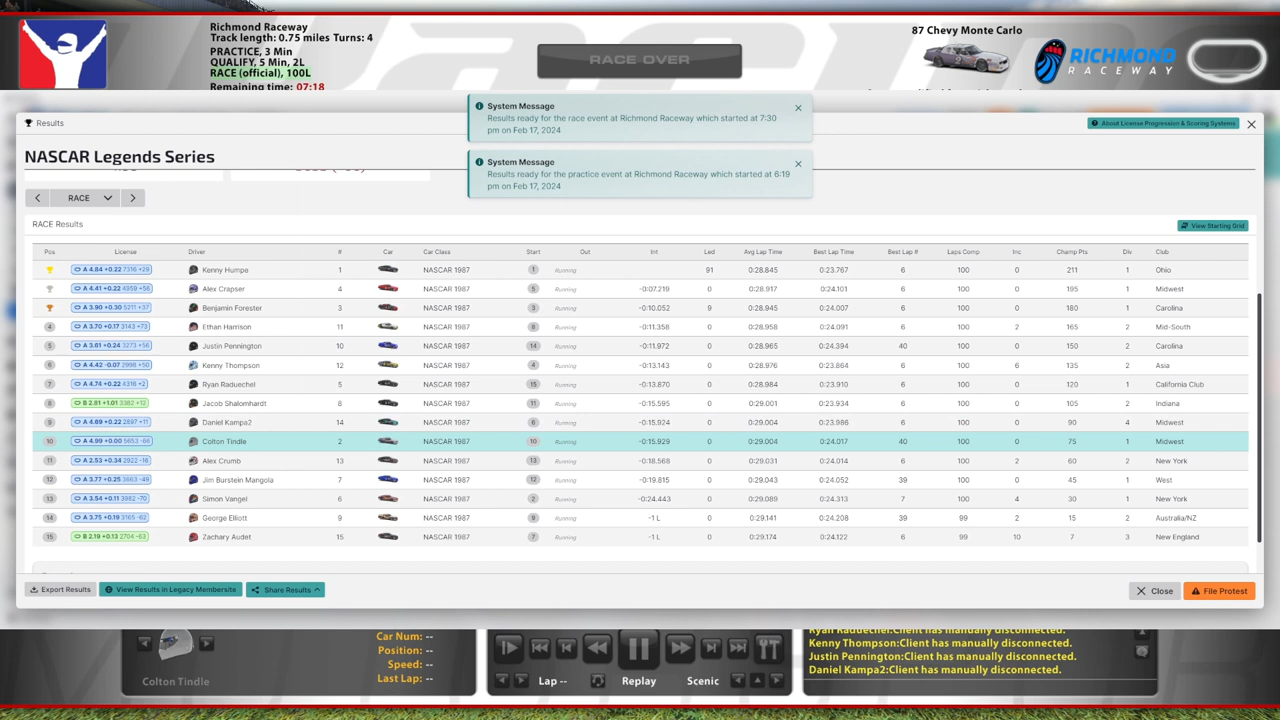 Richmond Raceway
Track length: 0.75 miles Turns: 4
PRACTICE, 3 Min
QUALIFY, 5 Min, 2L
RACE (official), 100L
Remaining time: 07:18
RACE OVER
87 Chevy Monte Carlo
RICHMOND
RACEWAY
System Message
Results ready for the race event at Richmond Raceway which started at 7:30
pm on Feb 17, 2024
System Message
Results ready for the practice event at Richmond Raceway which started at 6:19
pm on Feb 17, 2024
Results
About License Progression & Scoring Systems
NASCAR Legends Series
RACE
RACE Results
View Starting Grid
Pos License Driver # Car Car Class Start Out Int Led Avg Lap Time Best Lap Time Best Lap # Laps Comp Inc Champ Pts Div Club
A 4.84 +0.22 7316 +29 Kenny Humpe 1 NASCAR 1987 1 Running 91 0:28.845 0:23.767 6 100 0 211 1 Ohio
A 4.41 +0.22 4959 +56 Alex Crapser 4 NASCAR 1987 5 Running -0:07.219 0 0:28.917 0:24.101 6 100 0 195 1 Midwest
A 3.90 +0.30 5211 +37 Benjamin Forester 3 NASCAR 1987 3 Running -0:10.052 9 0:28.945 0:24.007 6 100 0 180 1 Carolina
4 A 3.70 +0.17 3143 +73 Ethan Harrison 11 NASCAR 1987 8 Running -0:11.358 0 0:28.958 0:24.091 6 100 2 165 2 Mid-South
5 A 3.61 +0.24 3273 +56 Justin Pennington 10 NASCAR 1987 14 Running -0:11.972 0 0:28.965 0:24.394 40 100 0 150 2 Carolina
6 A 4.42 -0.07 2998 +50 Kenny Thompson 12 NASCAR 1987 4 Running -0:13.143 0 0:28.976 0:23.864 6 100 6 135 2 Asia
7 A 4.74 +0.22 4316 +2 Ryan Raduechel 5 NASCAR 1987 15 Running -0:13.870 0 0:28.984 0:23.910 6 100 0 120 1 California Club
8 B 2.81 +1.01 3382 +12 Jacob Shalomhardt 8 NASCAR 1987 11 Running -0:15.595 0 0:29.001 0:23.934 6 100 0 105 2 Indiana
9 A 4.69 +0.22 2897 +11 Daniel Kampa2 14 NASCAR 1987 6 Running -0:15.924 0 0:29.004 0:23.986 6 100 0 90 4 Midwest
10 A 4.99 +0.00 5653 -66 Colton Tindle 2 NASCAR 1987 10 Running -0:15.929 0 0:29.004 0:24.017 40 100 0 75 1 Midwest
11 A 2.53 +0.34 2922 -16 Alex Crumb 13 NASCAR 1987 13 Running -0:18.568 0 0:29.031 0:24.014 6 100 2 60 2 New York
12 A 3.77 +0.25 3663 -49 Jim Burstein Mangola 7 NASCAR 1987 12 Running -0:19.815 0 0:29.043 0:24.052 39 100 0 45 1 West
13 A 3.54 +0.11 3982 -70 Simon Vangel 6 NASCAR 1987 2 Running -0:24.443 0 0:29.089 0:24.313 7 100 4 30 1 New York
14 A 3.75 +0.19 3165 -62 George Elliott 9 NASCAR 1987 9 Running -1 L 0 0:29.141 0:24.208 39 99 2 15 2 Australia/NZ
15 B 2.19 +0.13 2704 -63 Zachary Audet 15 NASCAR 1987 7 Running -1 L 0 0:29.174 0:24.122 6 99 10 7 3 New England
Export Results
View Results in Legacy Membersite
Share Results
Close
File Protest
Colton Tindle
Car Num: --
Position: --
Speed: --
Last Lap: --
Lap --
Replay
Scenic
Ryan Raduechel:Client has manually disconnected.
Kenny Thompson:Client has manually disconnected.
Justin Pennington:Client has manually disconnected.
Daniel Kampa2:Client has manually disconnected.